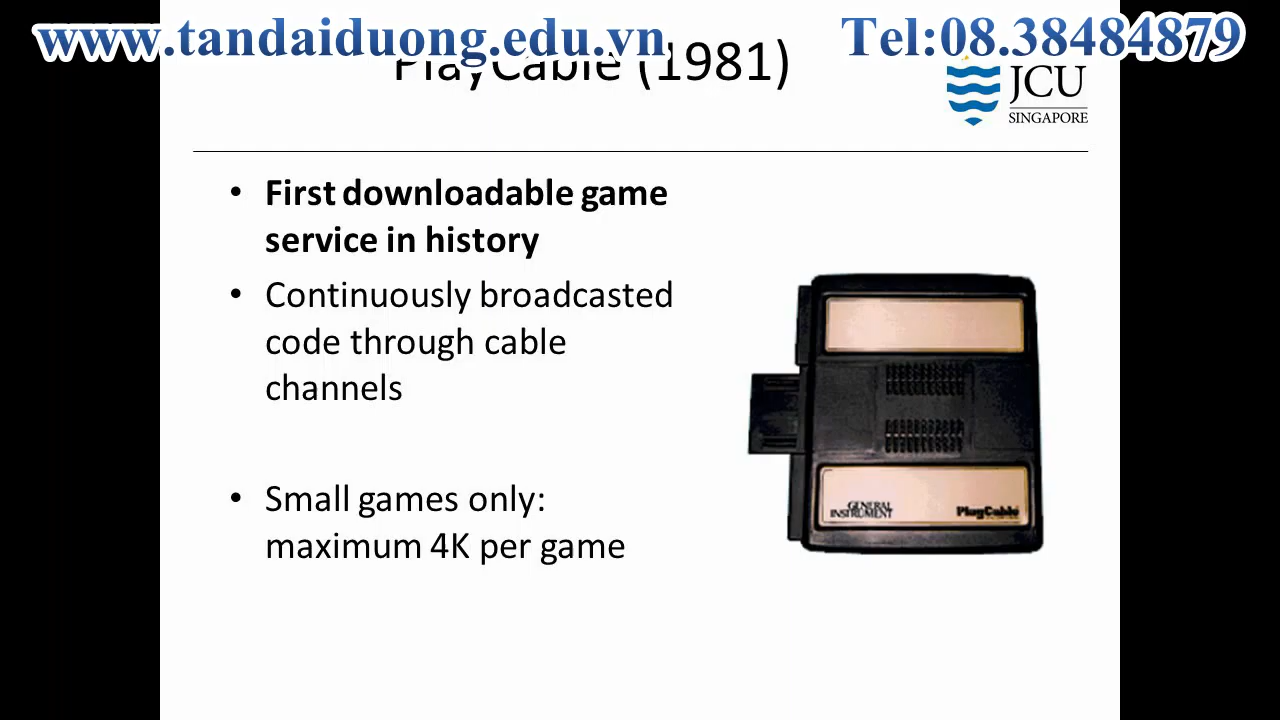 www.tandaiduong.edu.vn Tel:08.38484879
PlayCable (1981)
JCU
SINGAPORE
• First downloadable game
service in history
• Continuously broadcasted
code through cable
channels
• Small games only:
maximum 4K per game
GENERAL
INSTRUMENT
PlayCable